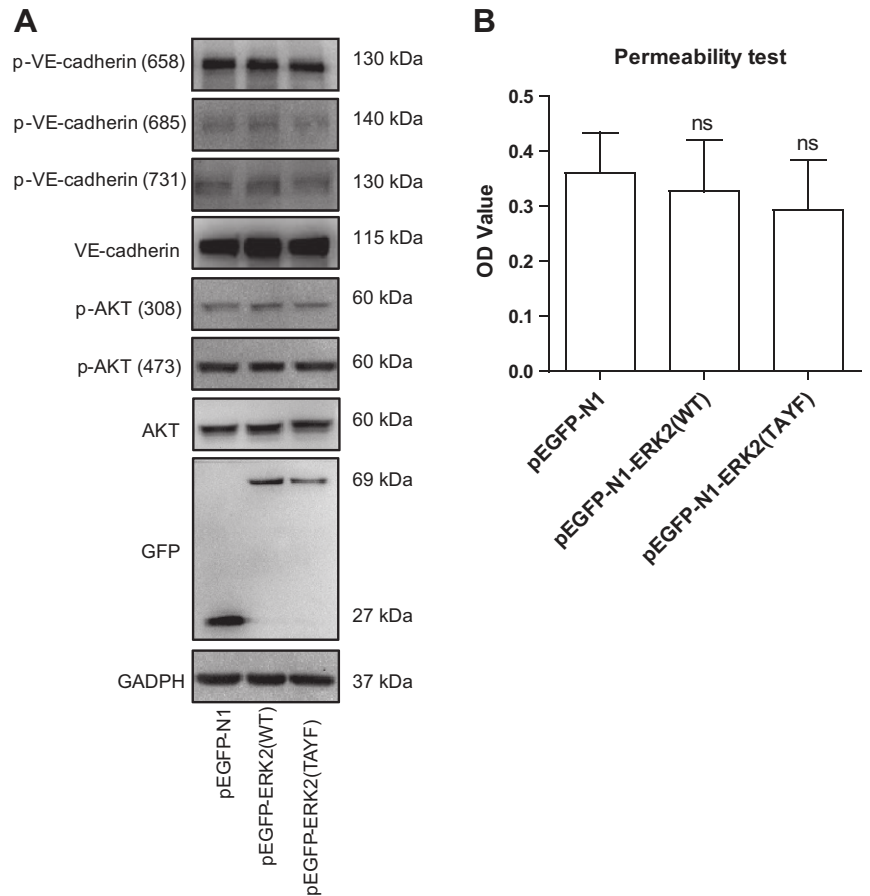 A
p-VE-cadherin (658) 130 kDa
p-VE-cadherin (685) 140 kDa
p-VE-cadherin (731) 130 kDa
VE-cadherin 115 kDa
p-AKT (308) 60 kDa
p-AKT (473) 60 kDa
AKT 60 kDa
GFP 69 kDa
27 kDa
GADPH 37 kDa
pEGFP-N1
pEGFP-ERK2(WT)
pEGFP-ERK2(TAYF)
B
Permeability test
OD Value
0.5
0.4
0.3
0.2
0.1
0.0
ns
ns
pEGFP-N1
pEGFP-N1-ERK2(WT)
pEGFP-N1-ERK2(TAYF)